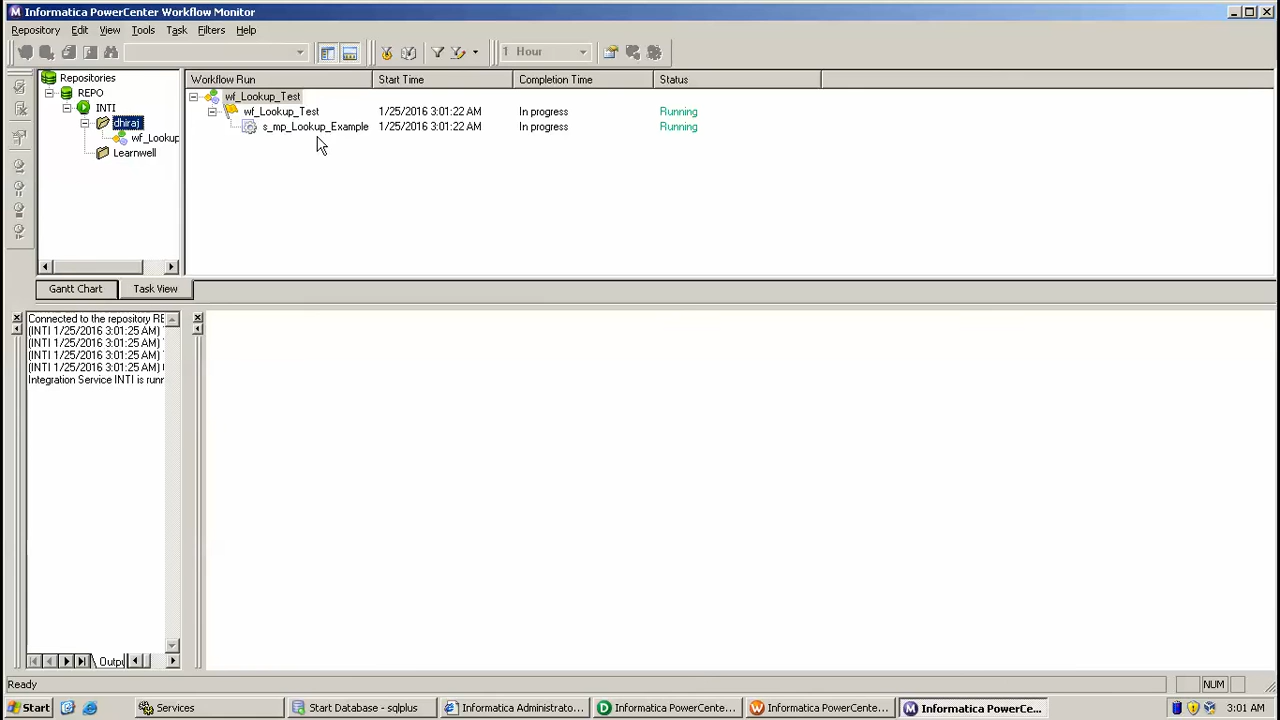 Informatica PowerCenter Workflow Monitor
Repository Edit View Tools Task Filters Help
1 Hour
Repositories
REPO
INTI
dhiraj
wf_Lookup
Learnwell
Workflow Run Start Time Completion Time Status
wf_Lookup_Test
wf_Lookup_Test 1/25/2016 3:01:22 AM In progress Running
s_mp_Lookup_Example 1/25/2016 3:01:22 AM In progress Running
Gantt Chart Task View
Connected to the repository RE
(INTI 1/25/2016 3:01:25 AM)
(INTI 1/25/2016 3:01:25 AM)
(INTI 1/25/2016 3:01:25 AM)
(INTI 1/25/2016 3:01:25 AM)
Integration Service INTI is runn
Outpu
Ready NUM
Start Services Start Database - sqlplus Informatica Administrato... Informatica PowerCente... Informatica PowerCente... Informatica PowerCe... 3:01 AM